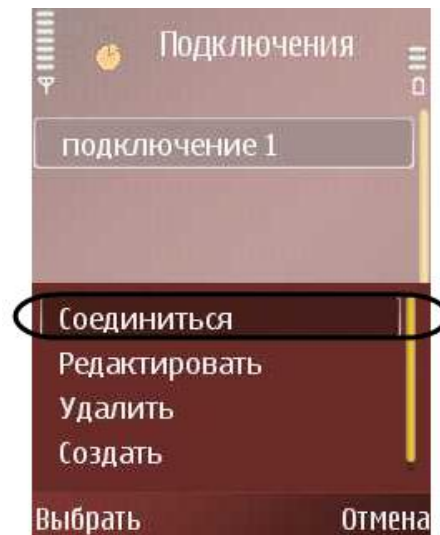 Подключения
подключение 1
Соединиться
Редактировать
Удалить
Создать
Выбрать Отмена